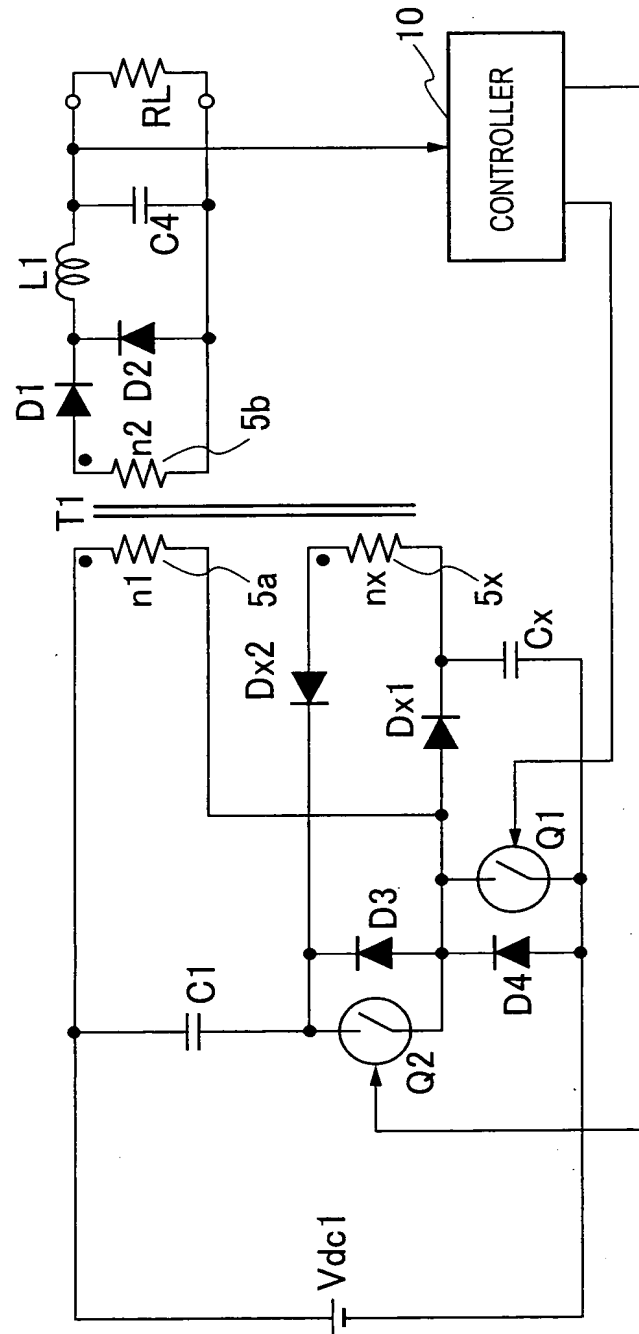 Vdc1
C1
Q2
D3
D4
Q1
Dx2
Dx1
Cx
T1
n1
5a
nx
5x
n2
5b
D1
D2
L1
C4
RL
10
CONTROLLER